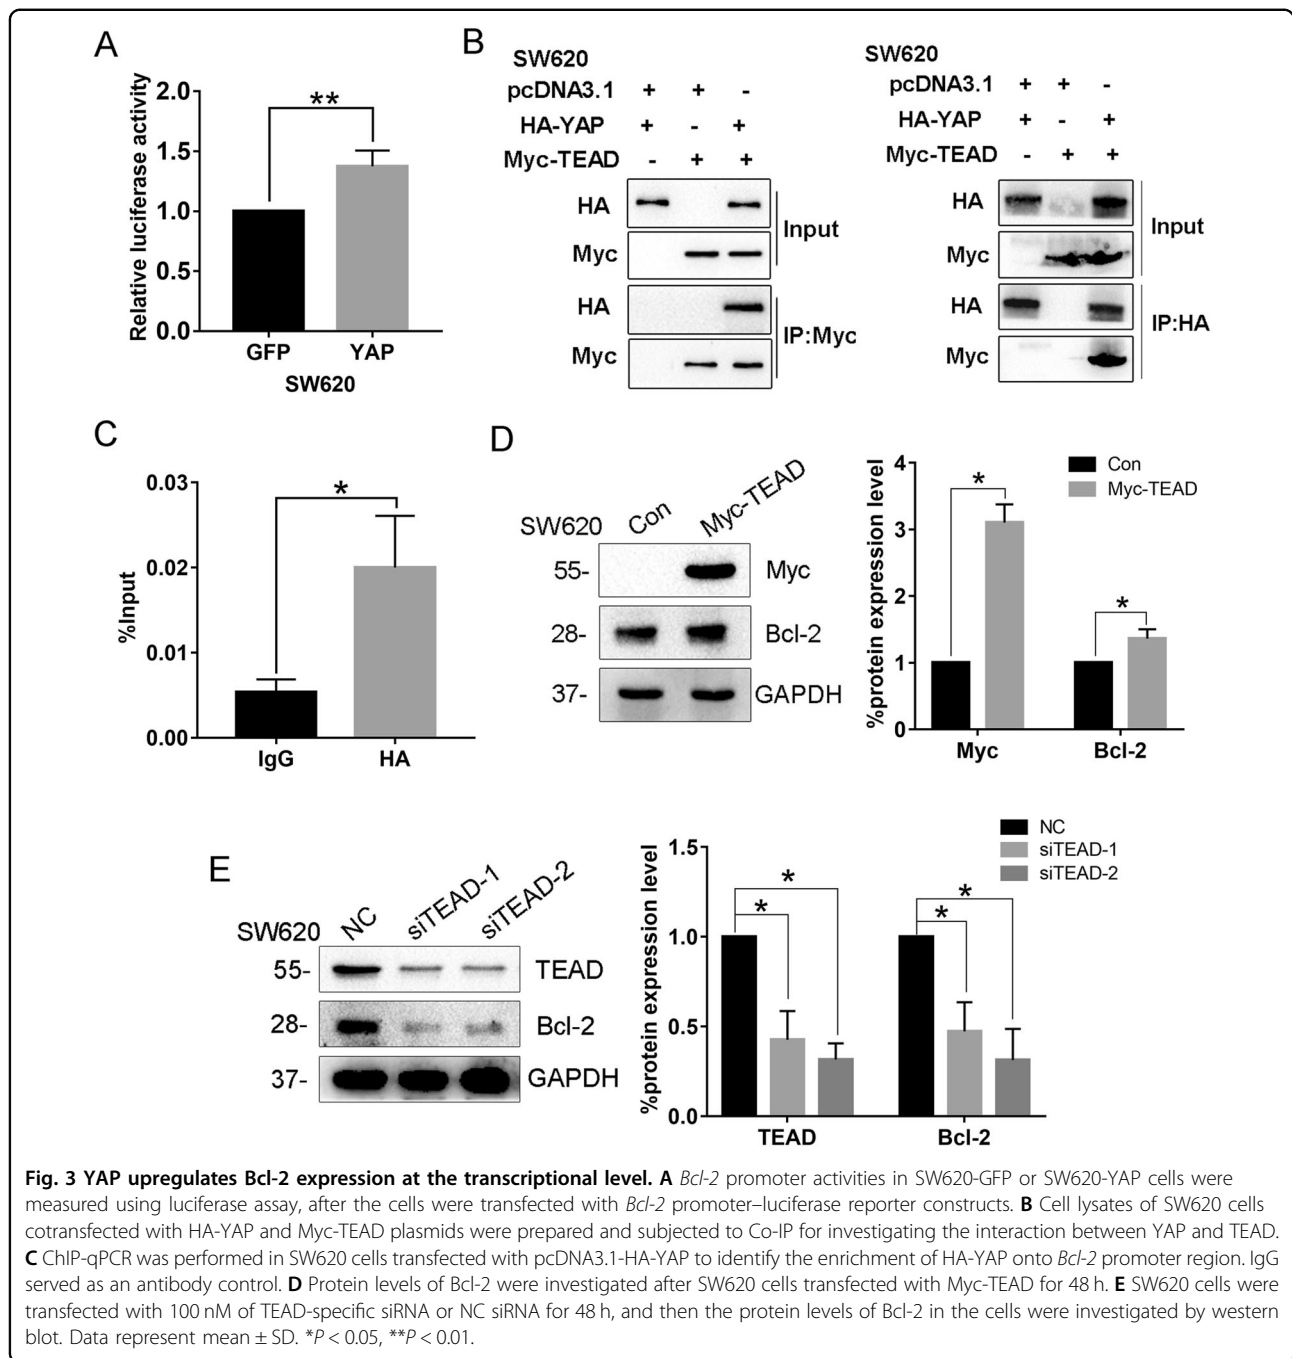 A
Relative luciferase activity
2.0
1.5
1.0
0.5
0.0
**
GFP YAP
SW620
B
SW620
pcDNA3.1 + + -
HA-YAP + - +
Myc-TEAD - + +
HA
Myc
Input
HA
Myc
IP:Myc
SW620
pcDNA3.1 + + -
HA-YAP + - +
Myc-TEAD - + +
HA
Myc
Input
HA
Myc
IP:HA
C
%Input
0.03
0.02
0.01
0.00
*
IgG HA
D
SW620 Con Myc-TEAD
55- Myc
28- Bcl-2
37- GAPDH
%protein expression level
4
3
2
1
0
Con
Myc-TEAD
* *
Myc Bcl-2
E
SW620 NC siTEAD-1 siTEAD-2
55- TEAD
28- Bcl-2
37- GAPDH
%protein expression level
1.5
1.0
0.5
0.0
NC
siTEAD-1
siTEAD-2
* * * *
TEAD Bcl-2
Fig. 3 YAP upregulates Bcl-2 expression at the transcriptional level. A Bcl-2 promoter activities in SW620-GFP or SW620-YAP cells were
measured using luciferase assay, after the cells were transfected with Bcl-2 promoter–luciferase reporter constructs. B Cell lysates of SW620 cells
cotransfected with HA-YAP and Myc-TEAD plasmids were prepared and subjected to Co-IP for investigating the interaction between YAP and TEAD.
C ChIP-qPCR was performed in SW620 cells transfected with pcDNA3.1-HA-YAP to identify the enrichment of HA-YAP onto Bcl-2 promoter region. IgG
served as an antibody control. D Protein levels of Bcl-2 were investigated after SW620 cells transfected with Myc-TEAD for 48 h. E SW620 cells were
transfected with 100 nM of TEAD-specific siRNA or NC siRNA for 48 h, and then the protein levels of Bcl-2 in the cells were investigated by western
blot. Data represent mean ± SD. *P < 0.05, **P < 0.01.